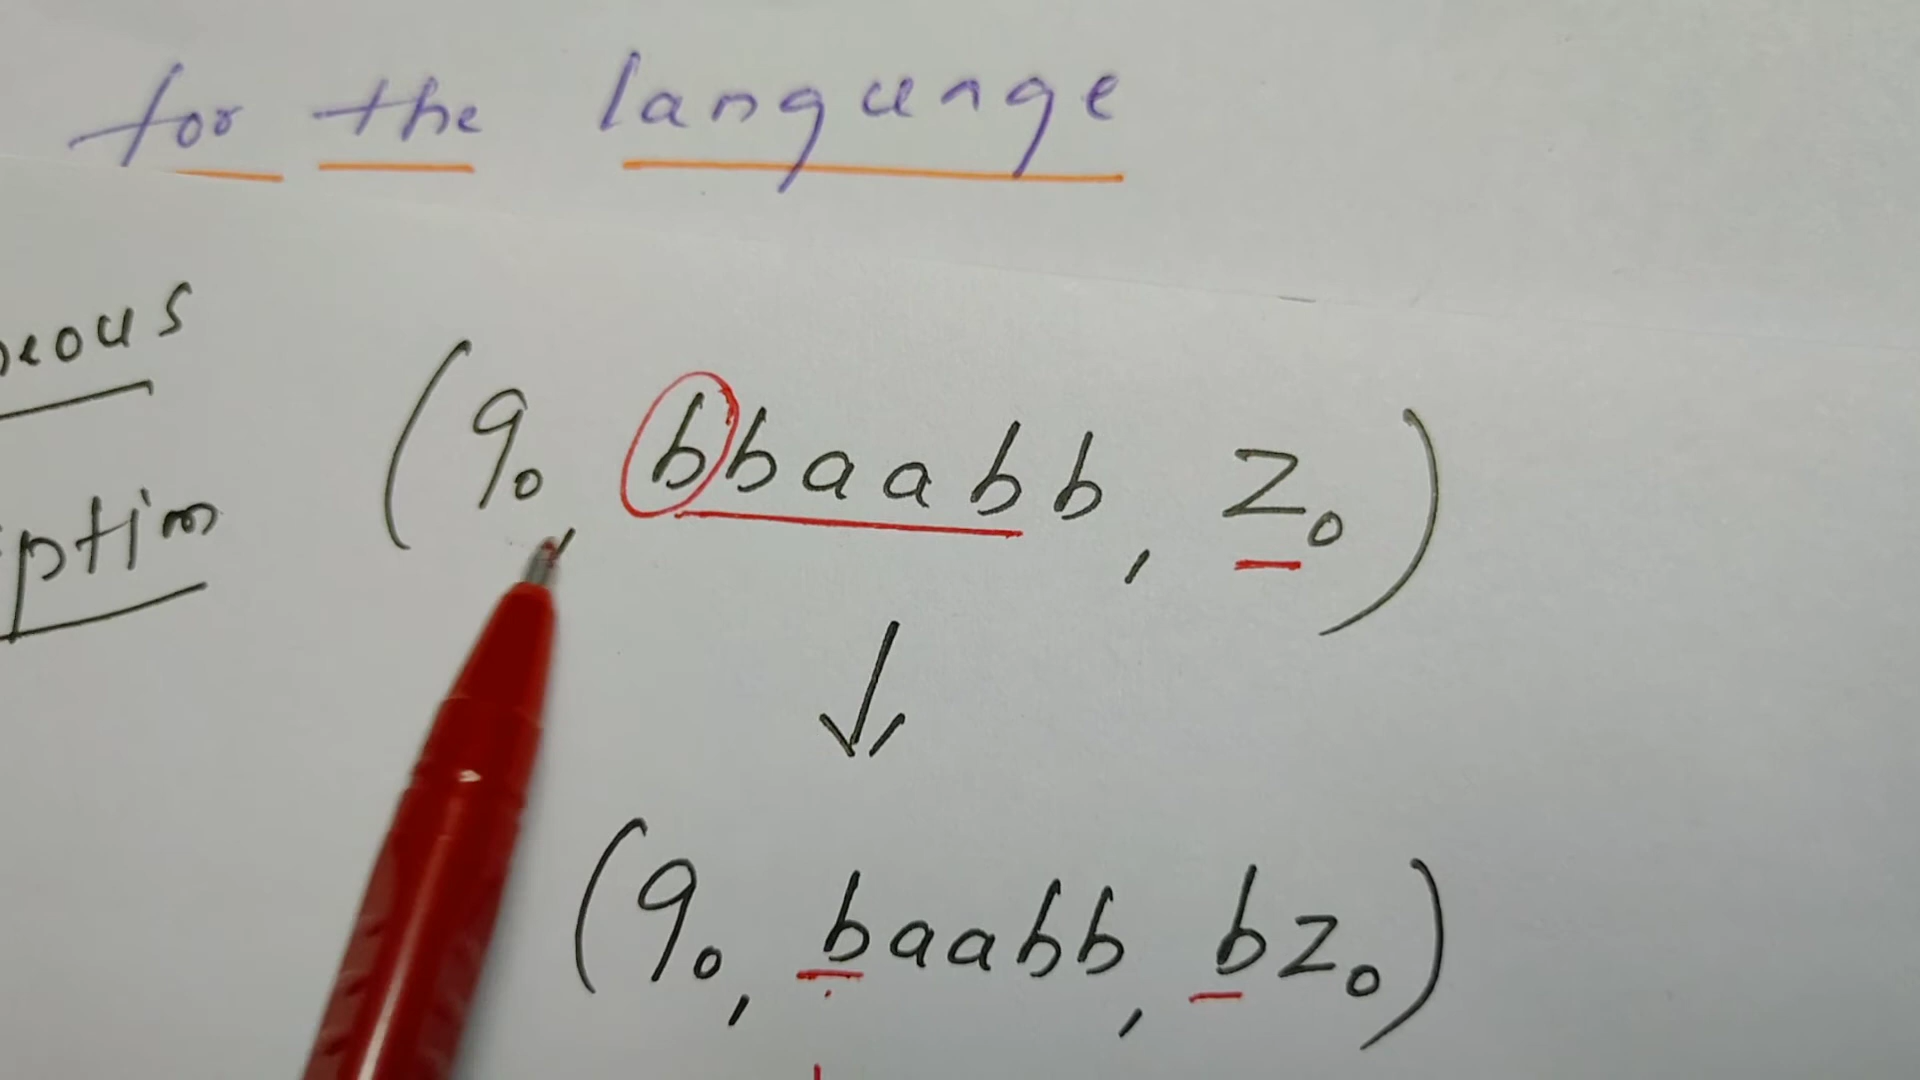 for the language
(q₀, bbaabb, z₀)
↓
(q₀, baabb, bz₀)